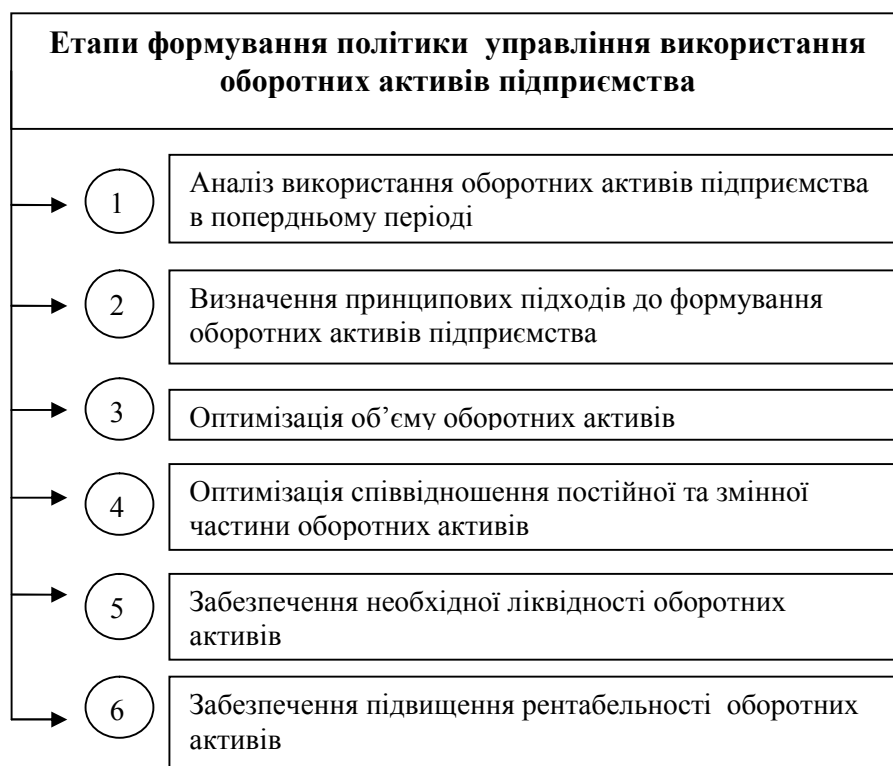 Етапи формування політики управління використання
оборотних активів підприємства
1
Аналіз використання оборотних активів підприємства
в попердньому періоді
2
Визначення принципових підходів до формування
оборотних активів підприємства
3
Оптимізація об’єму оборотних активів
4
Оптимізація співвідношення постійної та змінної
частини оборотних активів
5
Забезпечення необхідної ліквідності оборотних
активів
6
Забезпечення підвищення рентабельності оборотних
активів